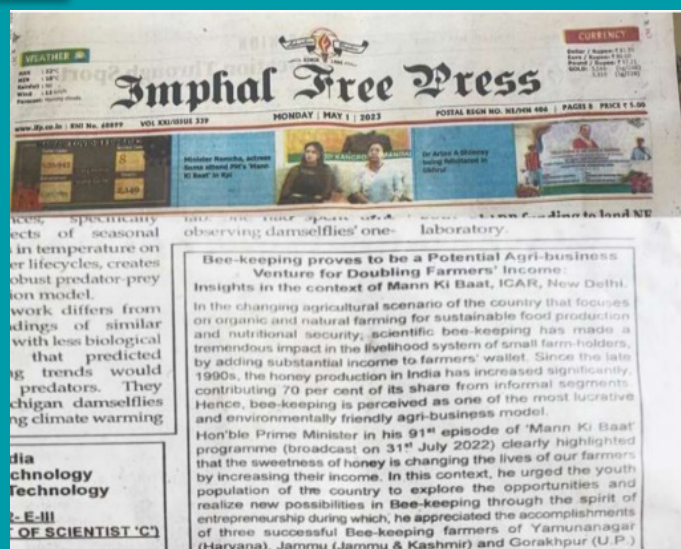 WEATHER
SINCE
CURRENCY
Imphal Free Press
www.ifp.co.in RNI No. 68899 VOL XXI/ISSUE 339 MONDAY MAY 1 2023 POSTAL REGN NO. NE/MN 486 PAGES 8 PRICE ₹ 5.00
Ki Baat' in
Dr
being felicitated in
specifically
ects of seasonal
in temperature on
er lifecycles, creates
obust predator-prey
ion model.
work differs from
dings of similar
with less biological
that predicted
g trends would
predators. They
chigan damselflies
ng climate warming
dia
chnology
Technology
2- E-III
OF SCIENTIST 'C')
observing damselflies' one-
funding to land NE
laboratory.
Bee-keeping proves to be a Potential Agri-business
Venture for Doubling Farmers' Income:
Insights in the context of Mann Ki Baat, ICAR, New Delhi.
In the changing agricultural scenario of the country that focuses
on organic and natural farming for sustainable food production
and nutritional security, scientific bee-keeping has made a
tremendous impact in the livelihood system of small farm-holders,
by adding substantial income to farmers' wallet. Since the late
1990s, the honey production in India has increased significantly,
contributing 70 per cent of its share from informal segments.
Hence, bee-keeping is perceived as one of the most lucrative
and environmentally friendly agri-business model.
Hon'ble Prime Minister in his 91st episode of 'Mann Ki Baat'
programme (broadcast on 31st July 2022) clearly highlighted
that the sweetness of honey is changing the lives of our farmers
by increasing their income. In this context, he urged the youth
population of the country to explore the opportunities and
realize new possibilities in Bee-keeping through the spirit of
entrepreneurship during which, he appreciated the accomplishments
of three successful Bee-keeping farmers of Yamunanagar
(Haryana), Jammu (Jammu & Kashmir) and Gorakhpur (U.P.)